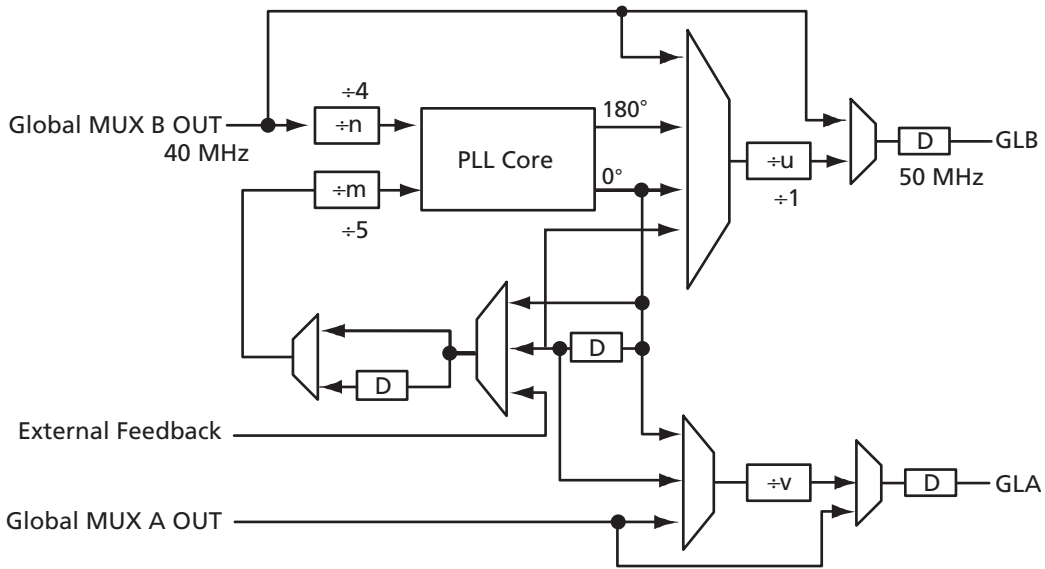 ÷4
Global MUX B OUT
40 MHz
÷n
PLL Core
180°
0°
÷m
÷5
÷u
÷1
D
50 MHz
GLB
D
D
External Feedback
Global MUX A OUT
÷v
D
GLA